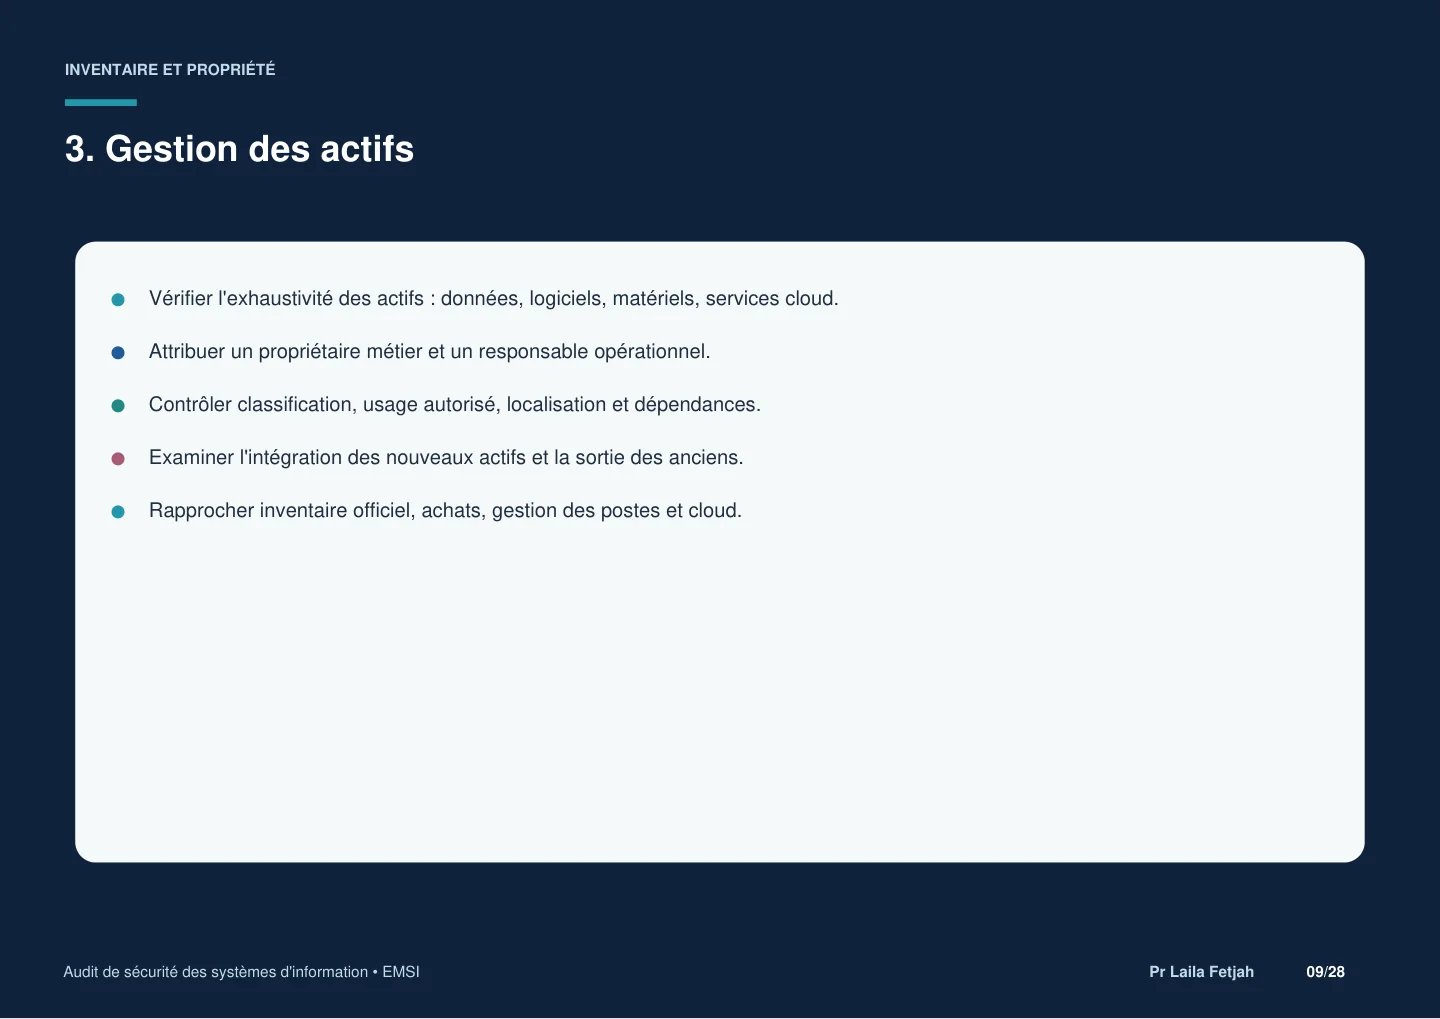 INVENTAIRE ET PROPRIÉTÉ
3. Gestion des actifs
Vérifier l'exhaustivité des actifs : données, logiciels, matériels, services cloud.
Attribuer un propriétaire métier et un responsable opérationnel.
Contrôler classification, usage autorisé, localisation et dépendances.
Examiner l'intégration des nouveaux actifs et la sortie des anciens.
Rapprocher inventaire officiel, achats, gestion des postes et cloud.
Audit de sécurité des systèmes d'information • EMSI
Pr Laila Fetjah
09/28